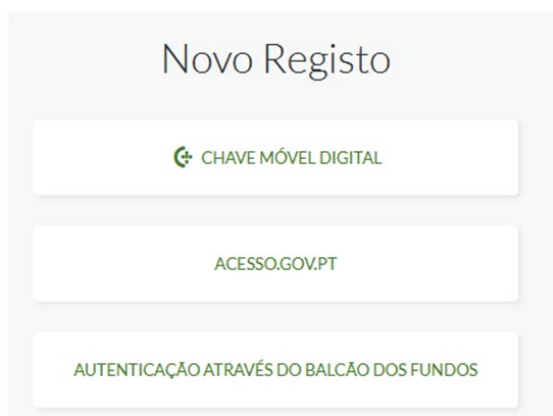 Novo Registo
CHAVE MÓVEL DIGITAL
ACESSO.GOV.PT
AUTENTICAÇÃO ATRAVÉS DO BALCÃO DOS FUNDOS